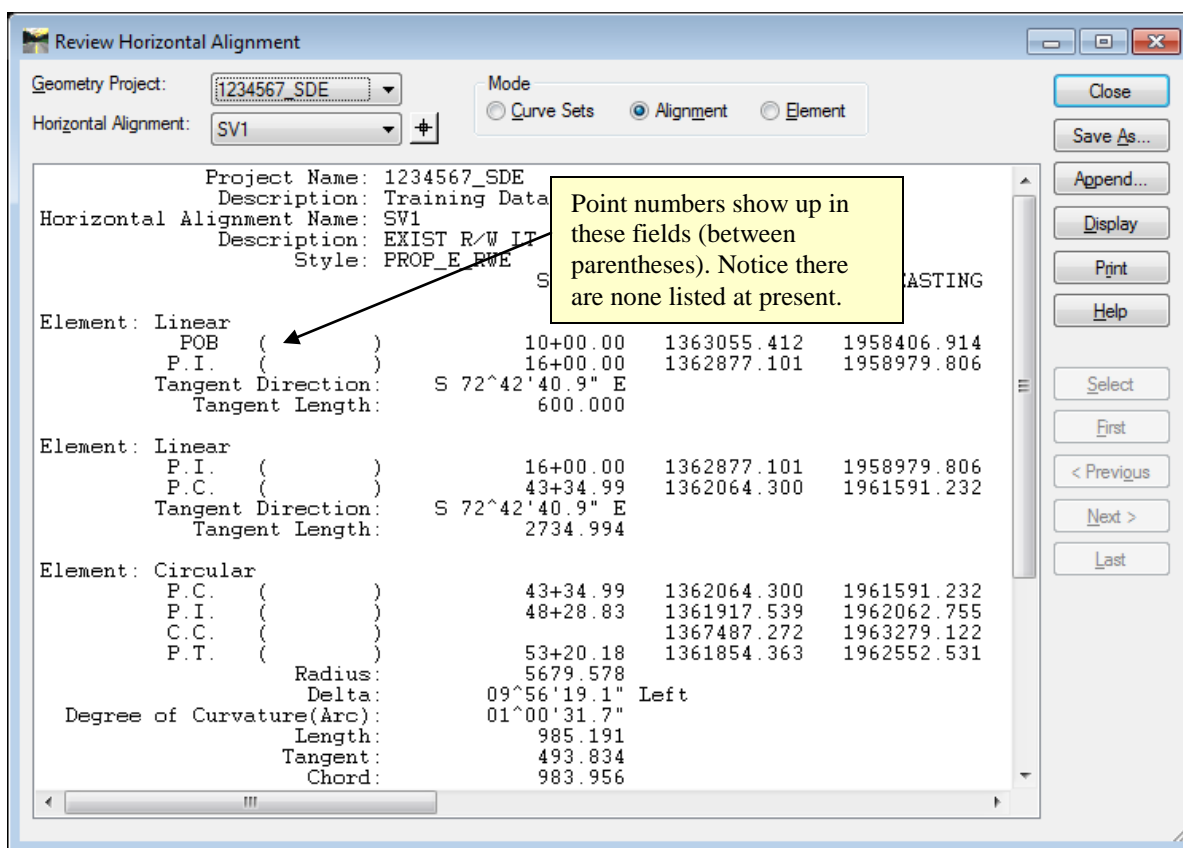 Review Horizontal Alignment
Geometry Project: 1234567_SDE
Horizontal Alignment: SV1
Mode
Curve Sets Alignment Element
Close
Save As...
Append...
Display
Print
Help
Select
First
< Previous
Next >
Last
Project Name: 1234567_SDE
Description: Training Data
Horizontal Alignment Name: SV1
Description: EXIST R/W IT
Style: PROP_E_RWE
S EASTING
Point numbers show up in
these fields (between
parentheses). Notice there
are none listed at present.
Element: Linear
POB ( ) 10+00.00 1363055.412 1958406.914
P.I. ( ) 16+00.00 1362877.101 1958979.806
Tangent Direction: S 72^42'40.9" E
Tangent Length: 600.000
Element: Linear
P.I. ( ) 16+00.00 1362877.101 1958979.806
P.C. ( ) 43+34.99 1362064.300 1961591.232
Tangent Direction: S 72^42'40.9" E
Tangent Length: 2734.994
Element: Circular
P.C. ( ) 43+34.99 1362064.300 1961591.232
P.I. ( ) 48+28.83 1361917.539 1962062.755
C.C. ( ) 1367487.272 1963279.122
P.T. ( ) 53+20.18 1361854.363 1962552.531
Radius: 5679.578
Delta: 09^56'19.1" Left
Degree of Curvature(Arc): 01^00'31.7"
Length: 985.191
Tangent: 493.834
Chord: 983.956